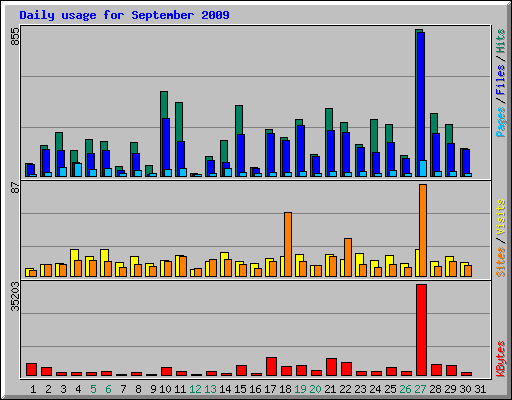 Daily usage for September 2009
855
Pages / Files / Hits
87
Sites / Visits
35203
KBytes
1 2 3 4 5 6 7 8 9 10 11 12 13 14 15 16 17 18 19 20 21 22 23 24 25 26 27 28 29 30 31